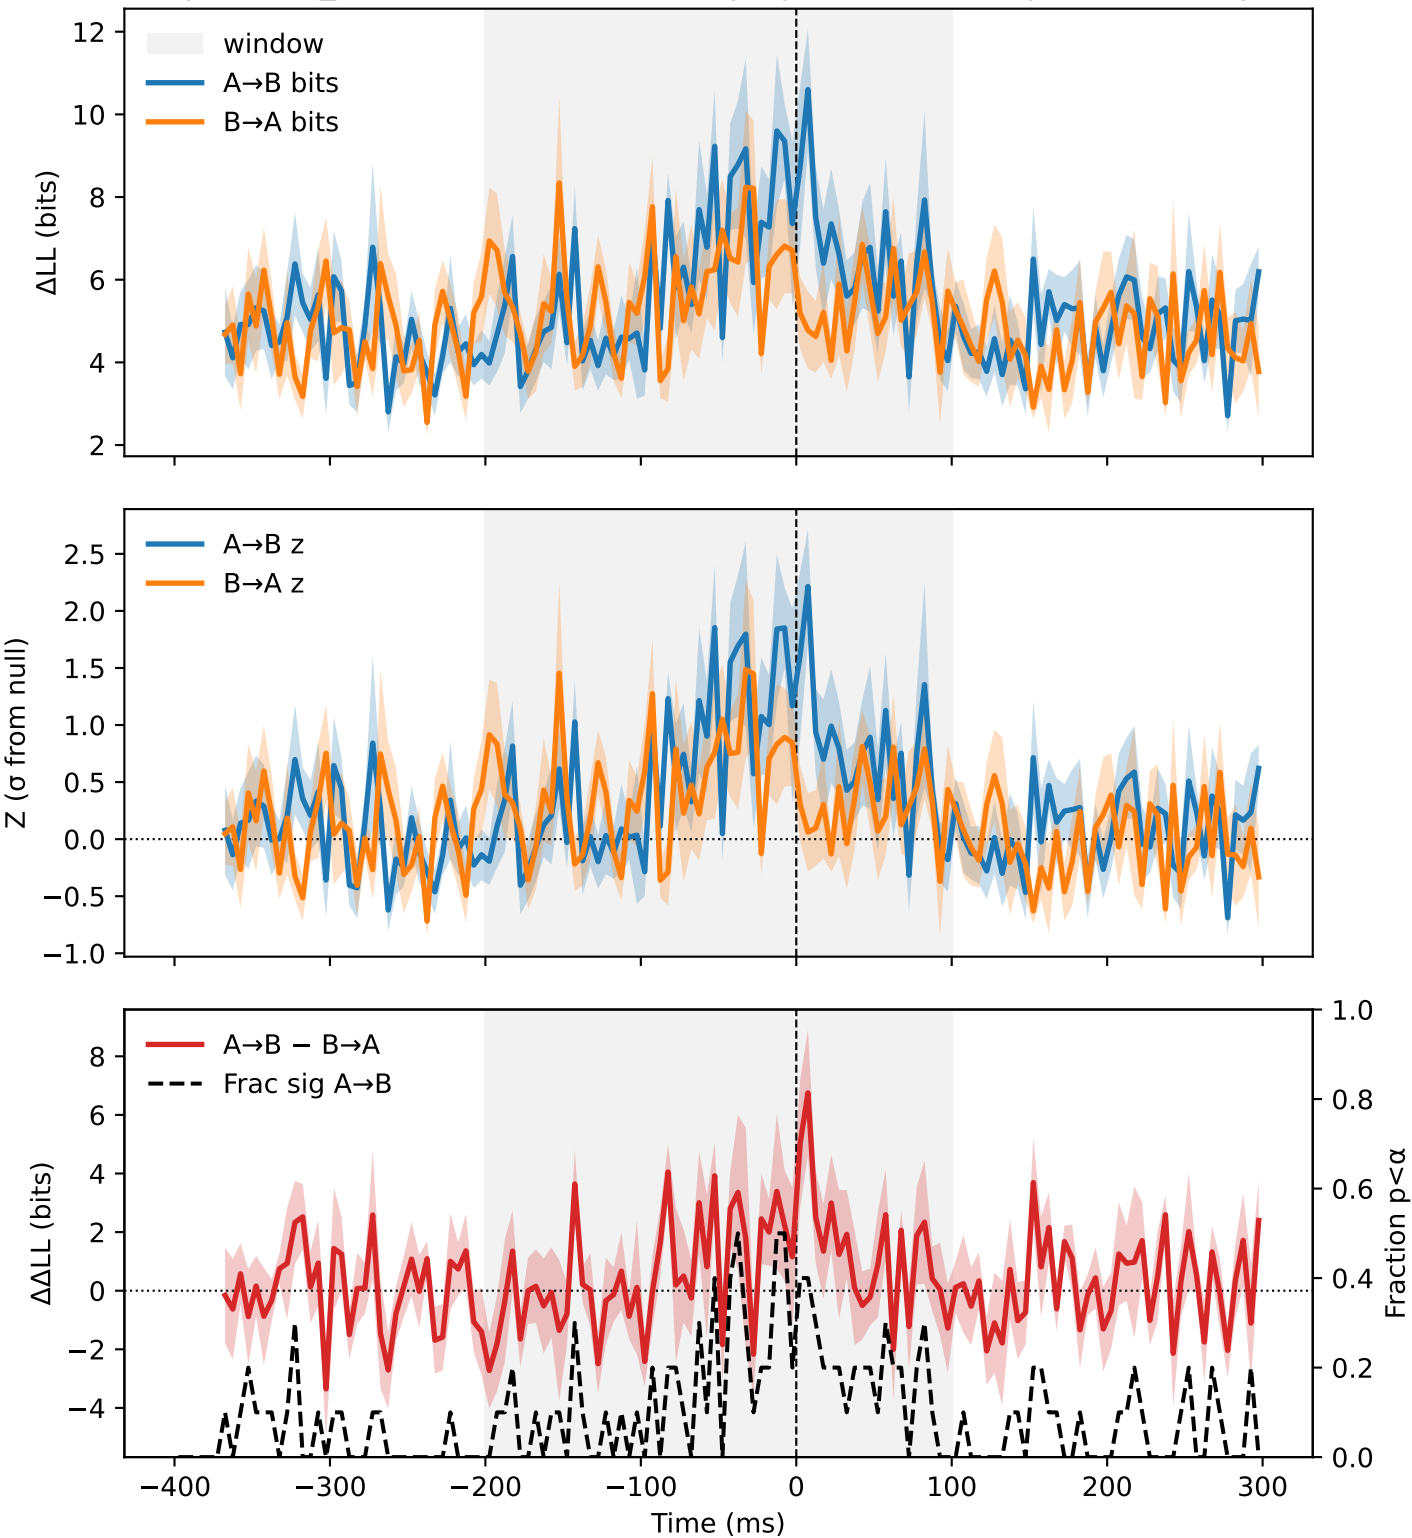 12
10
8
6
4
2
ΔLL (bits)
window
A→B bits
B→A bits
2.5
2.0
1.5
1.0
0.5
0.0
−0.5
−1.0
Z (σ from null)
A→B z
B→A z
8
6
4
2
0
−2
−4
ΔΔLL (bits)
A→B − B→A
Frac sig A→B
1.0
0.8
0.6
0.4
0.2
0.0
Fraction p<α
−400 −300 −200 −100 0 100 200 300
Time (ms)